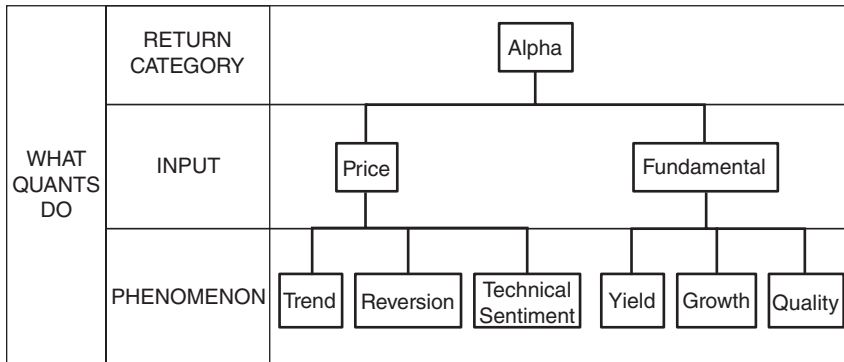 RETURN
CATEGORY
Alpha
WHAT
QUANTS
DO
INPUT
Price
Fundamental
PHENOMENON
Trend
Reversion
Technical
Sentiment
Yield
Growth
Quality